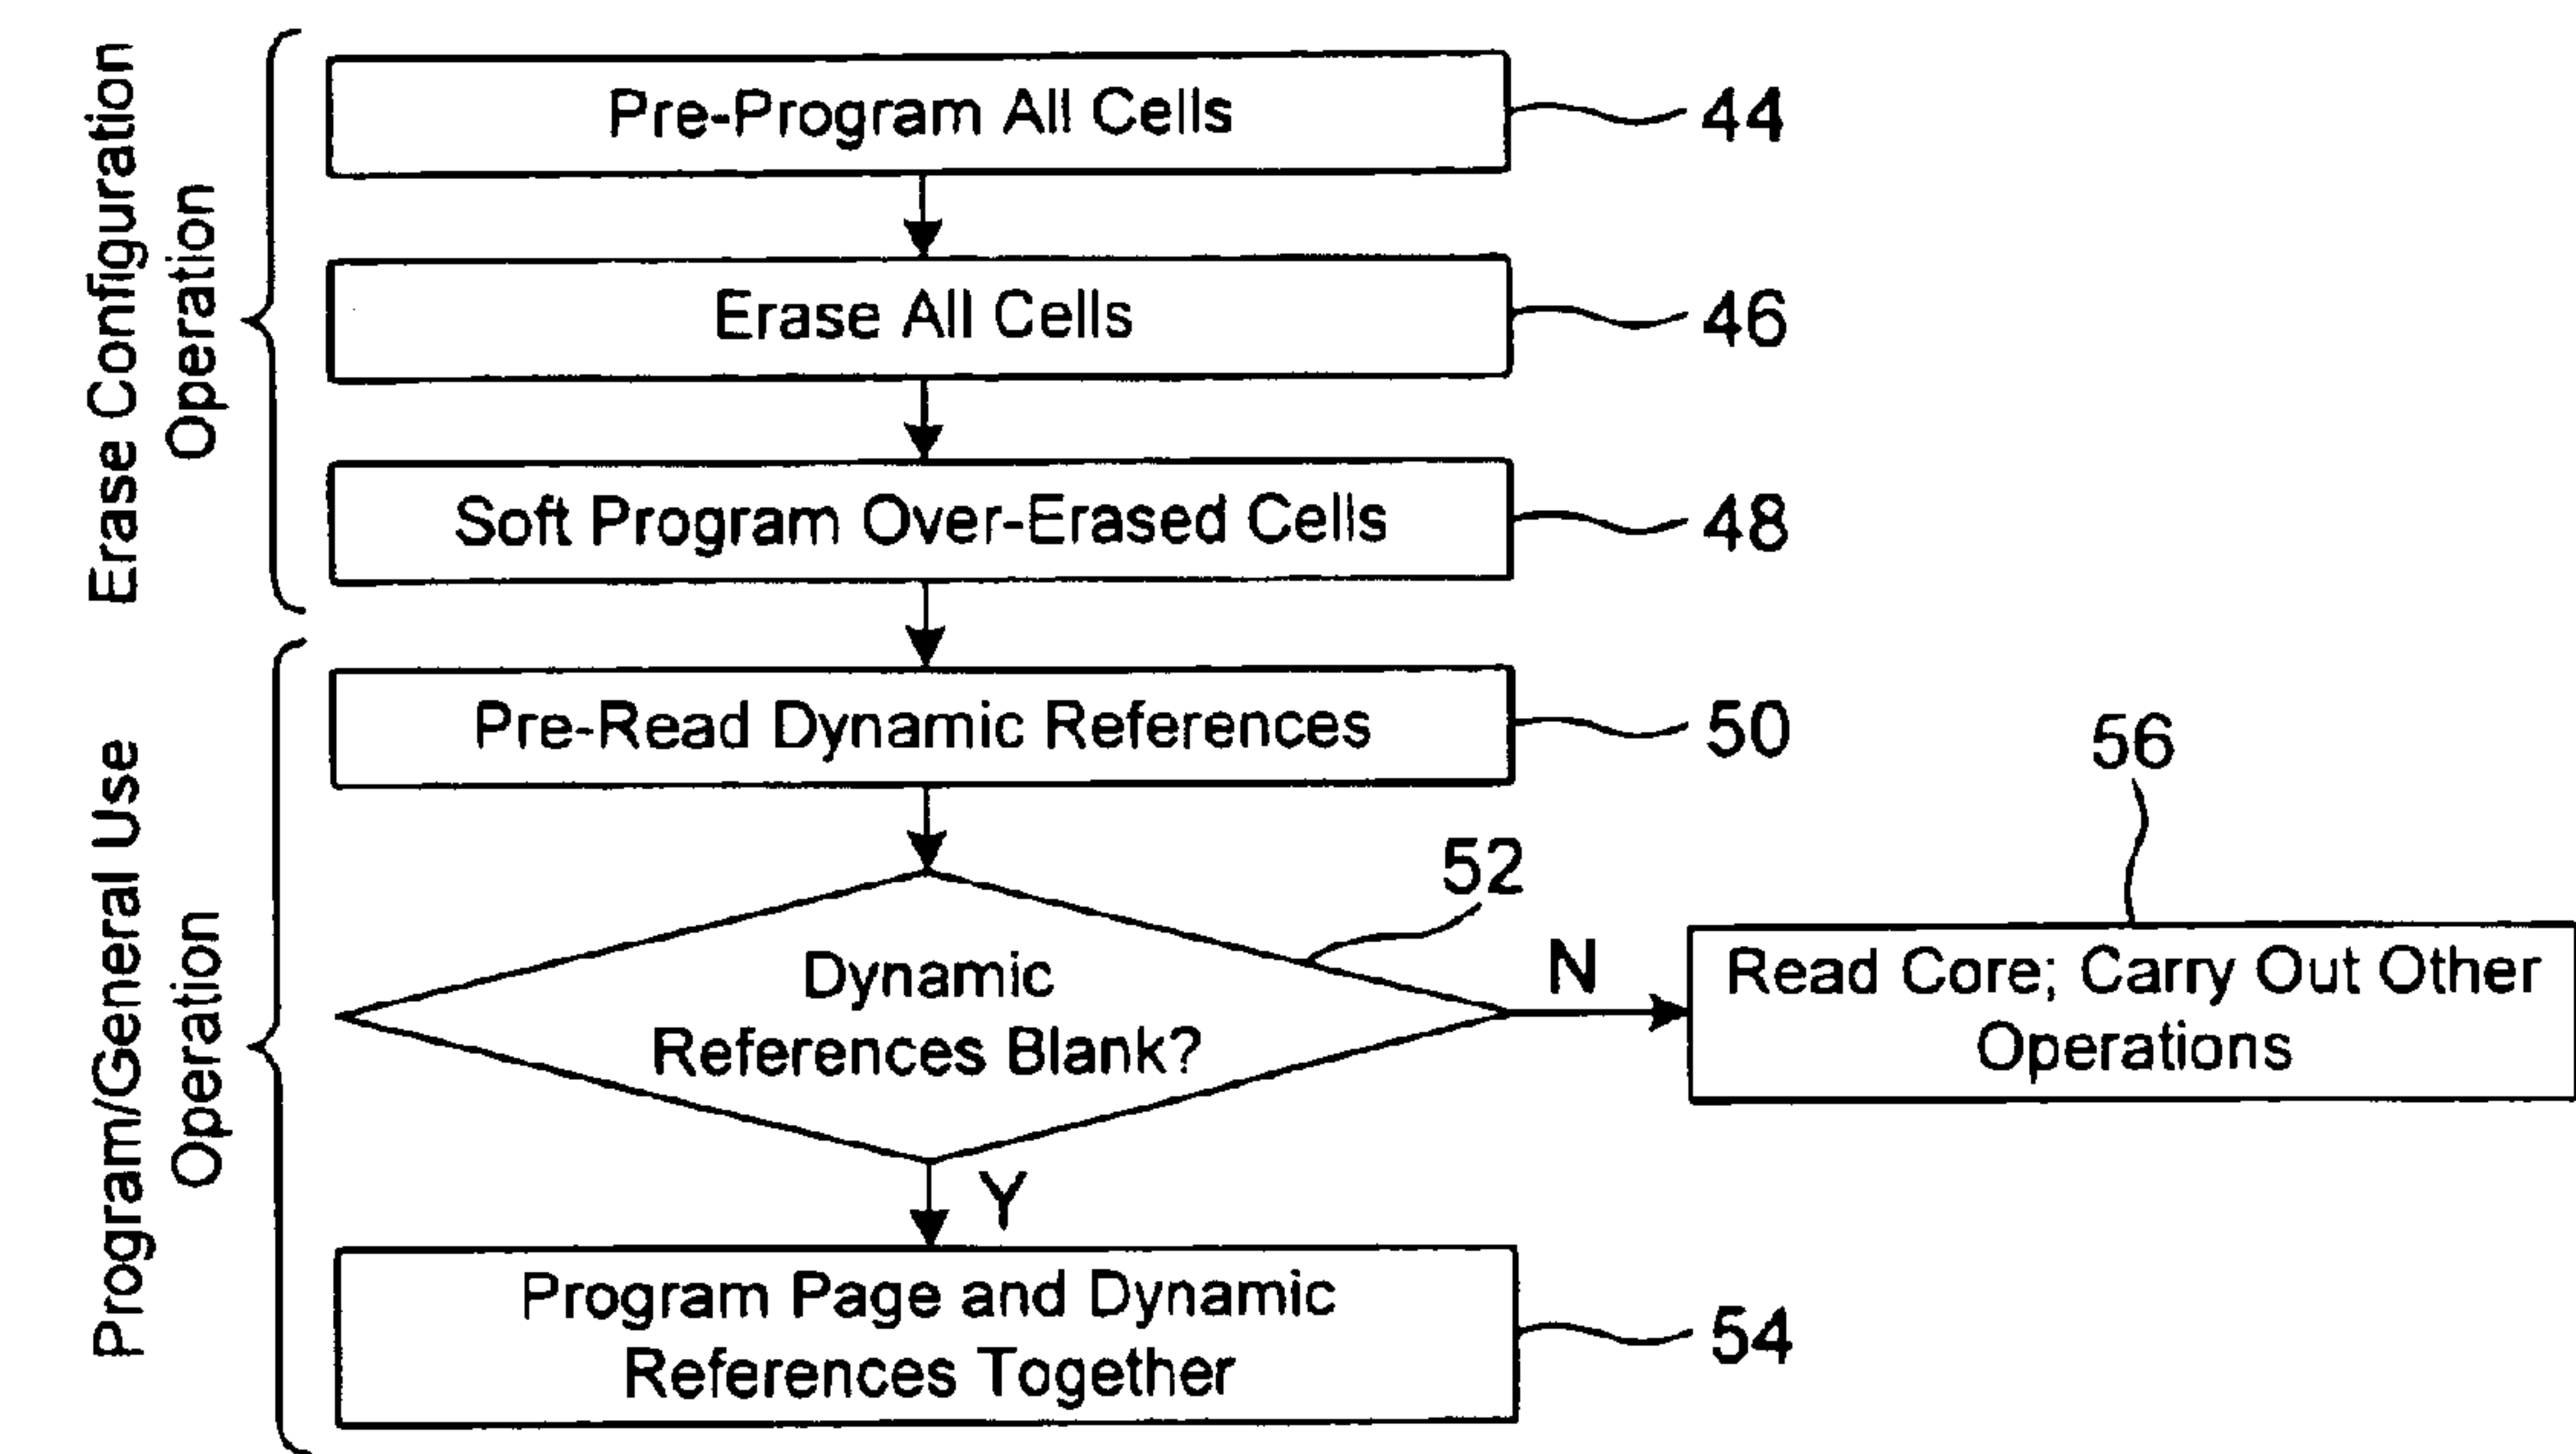 Erase Configuration
Operation
Pre-Program All Cells
44
Erase All Cells
46
Soft Program Over-Erased Cells
48
Program/General Use
Operation
Pre-Read Dynamic References
50
52
Dynamic
References Blank?
N
56
Read Core; Carry Out Other
Operations
Y
Program Page and Dynamic
References Together
54